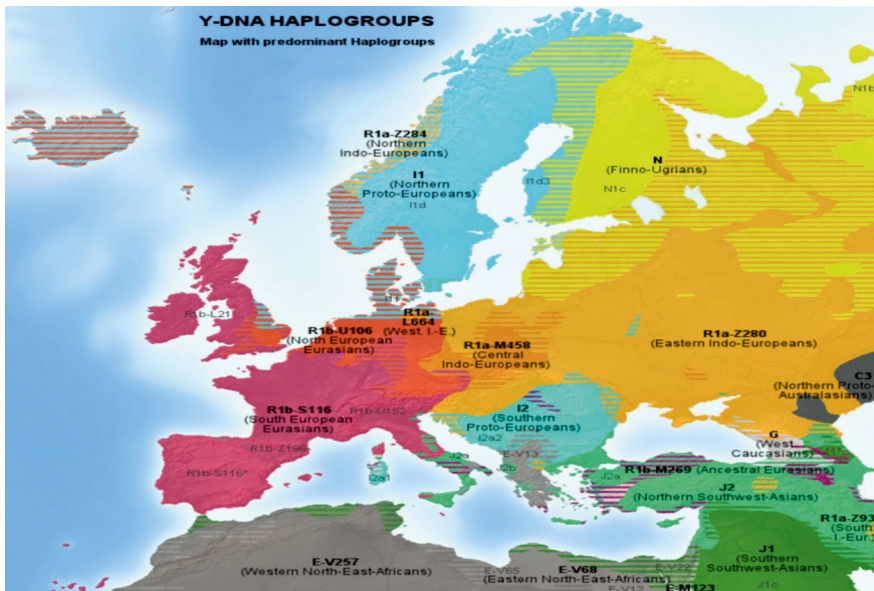 Y-DNA HAPLOGROUPS
Map with predominant Haplogroups
N1b
R1a-Z284
(Northern
Indo-Europeans)
I1
(Northern
Proto-Europeans)
I1d
I1d3
N
(Finno-Ugrians)
N1c
I1
R1b-L21
R1b-U106
(North European
Eurasians)
R1a-
L664
(West. I.-E.)
R1a-M458
(Central
Indo-Europeans)
R1a-Z280
(Eastern Indo-Europeans)
C3
(Northern Proto-
Australasians)
R1b-S116
(South European
Eurasians)
R1b-U152
I2
(Southern
Proto-Europeans)
I2a2
G
(West
Caucasians)
J1*
R1b-Z196
R1b-S116*
I2a1
J2a
E-V13
J2b
J2a
R1b-M269 (Ancestral Eurasians)
J2
(Northern Southwest-Asians)
R1a-Z93
(South
I.-Eur
E-V257
(Western North-East-Africans)
E-V65
E-V68
(Eastern North-East-Africans)
E-V12
E-V22
E-M123
J1
(Southern
Southwest-Asians)
J1c